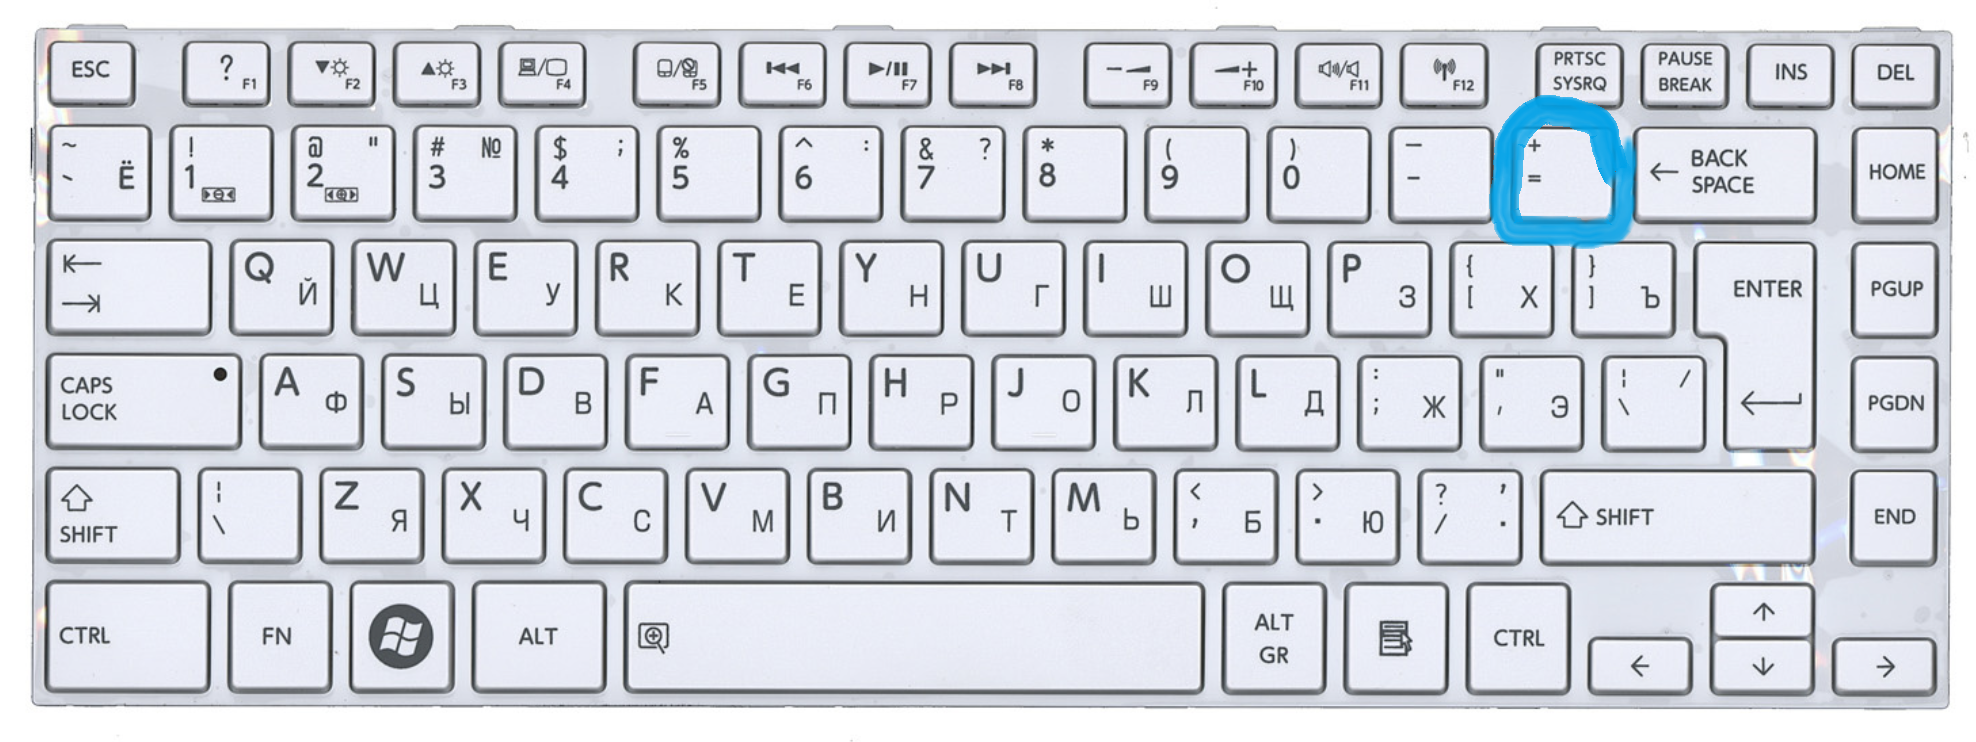 ESC ? F1 F2 F3 F4 F5 F6 F7 F8 F9 F10 F11 F12 PRTSC SYSRQ PAUSE BREAK INS DEL
~ ` Ё ! 1 @ " 2 # № 3 $ ; 4 % 5 ^ : 6 & ? 7 * 8 ( 9 ) 0 _ - + = ← BACK SPACE HOME
Q Й W Ц E У R К T Е Y Н U Г I Ш O Щ P З { [ Х } ] Ъ ENTER PGUP
CAPS LOCK A Ф S Ы D В F А G П H Р J О K Л L Д : ; Ж " ' Э ¦ / \ PGDN
SHIFT ¦ \ Z Я X Ч C С V М B И N Т M Ь < , Б > . Ю ? , / . SHIFT END
CTRL FN ALT ALT GR CTRL ← ↑ ↓ →